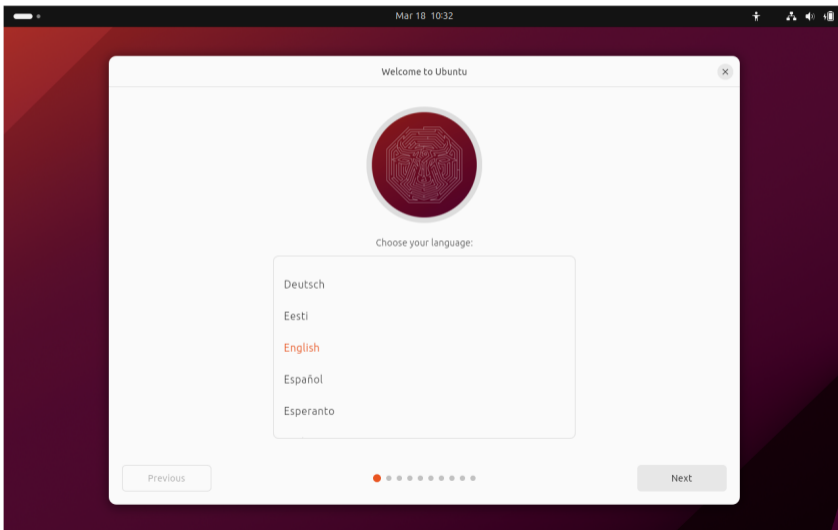 Mar 18 10:32
Welcome to Ubuntu
Choose your language:
Deutsch
Eesti
English
Español
Esperanto
Previous
Next